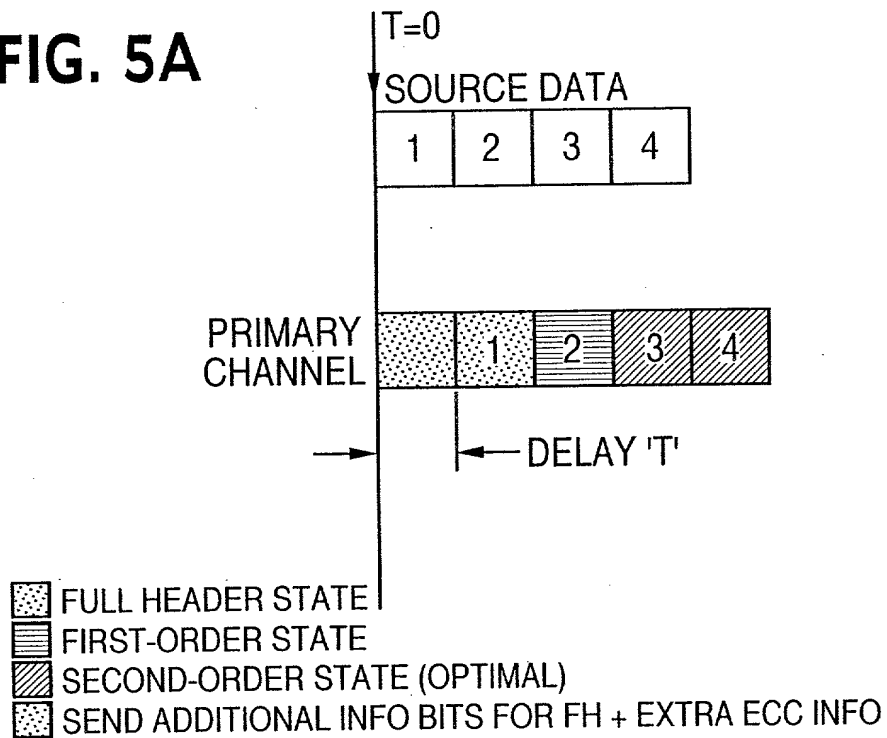 FIG. 5A
T=0
SOURCE DATA
1 2 3 4
PRIMARY
CHANNEL
1 2 3 4
DELAY 'T'
FULL HEADER STATE
FIRST-ORDER STATE
SECOND-ORDER STATE (OPTIMAL)
SEND ADDITIONAL INFO BITS FOR FH + EXTRA ECC INFO